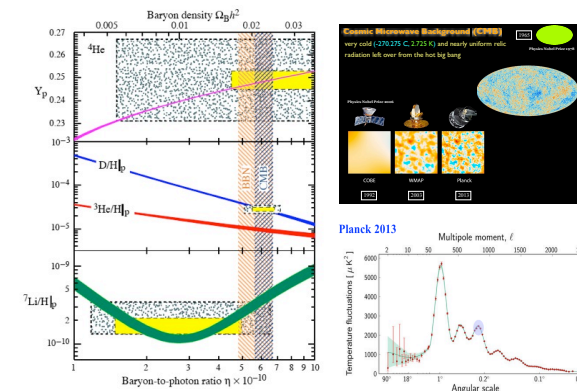 Baryon density Ω_B h²
0.005 0.01 0.02 0.03
⁴He
0.27
0.26
0.25
Y_p
0.24
0.23
10⁻³
D/H|p
10⁻⁴
BBN
CMB
³He/H|p
10⁻⁵
10⁻⁹
5
⁷Li/H|p
2
10⁻¹⁰
1 2 3 4 5 6 7 8 9 10
Baryon-to-photon ratio η × 10⁻¹⁰
Cosmic Microwave Background (CMB)
1965
very cold (-270.275 C, 2.725 K) and nearly uniform relic
radiation left over from the hot big bang
COBE WMAP Planck
1992 2003 2013
Planck 2013
Multipole moment, ℓ
2 10 50 500 1000 1500 2000
6000
5000
4000
3000
2000
1000
0
Temperature fluctuations [ μ K² ]
90° 18° 1° 0.2° 0.1°
Angular scale